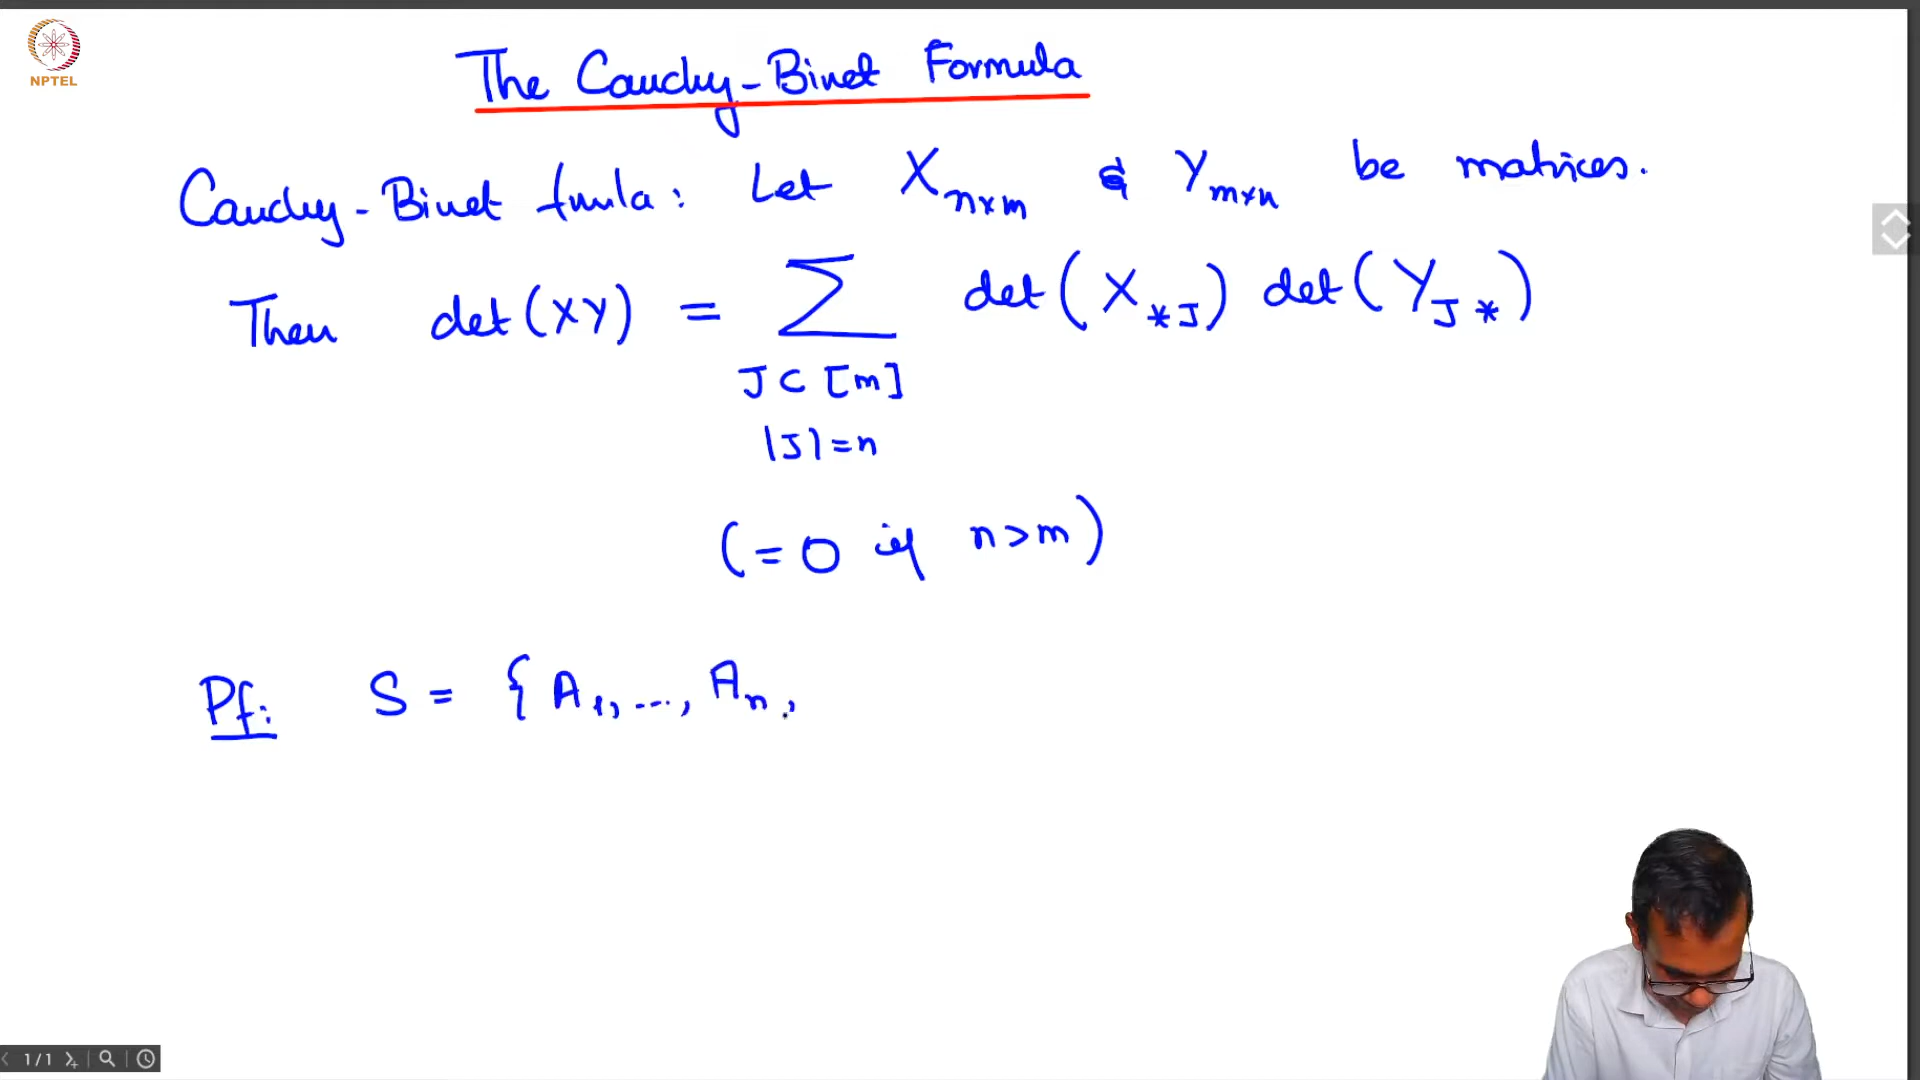 NPTEL
The Cauchy-Binet Formula
Cauchy-Binet fmula: Let X_{n×m} & Y_{m×n} be matrices.
Then det(XY) = ∑ det(X_{*J}) det(Y_{J*})
J ⊂ [m]
|J|=n
(=0 if n>m)
Pf: S = { A_1, ..., A_n,
1/1